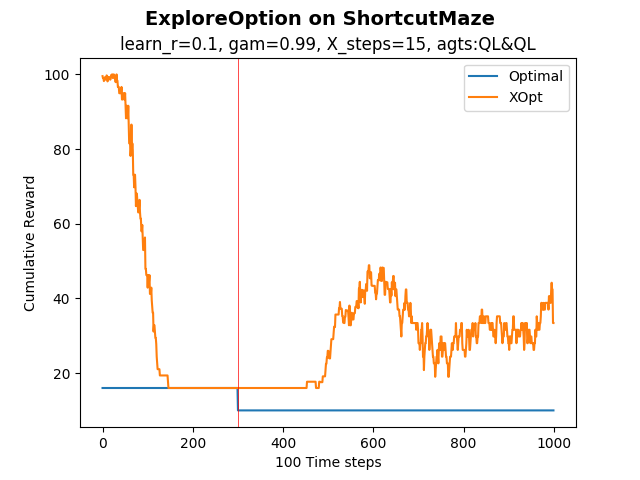 ExploreOption on ShortcutMaze
learn_r=0.1, gam=0.99, X_steps=15, agts:QL&QL
Optimal
XOpt
Cumulative Reward
100
80
60
40
20
0
200
400
600
800
1000
100 Time steps